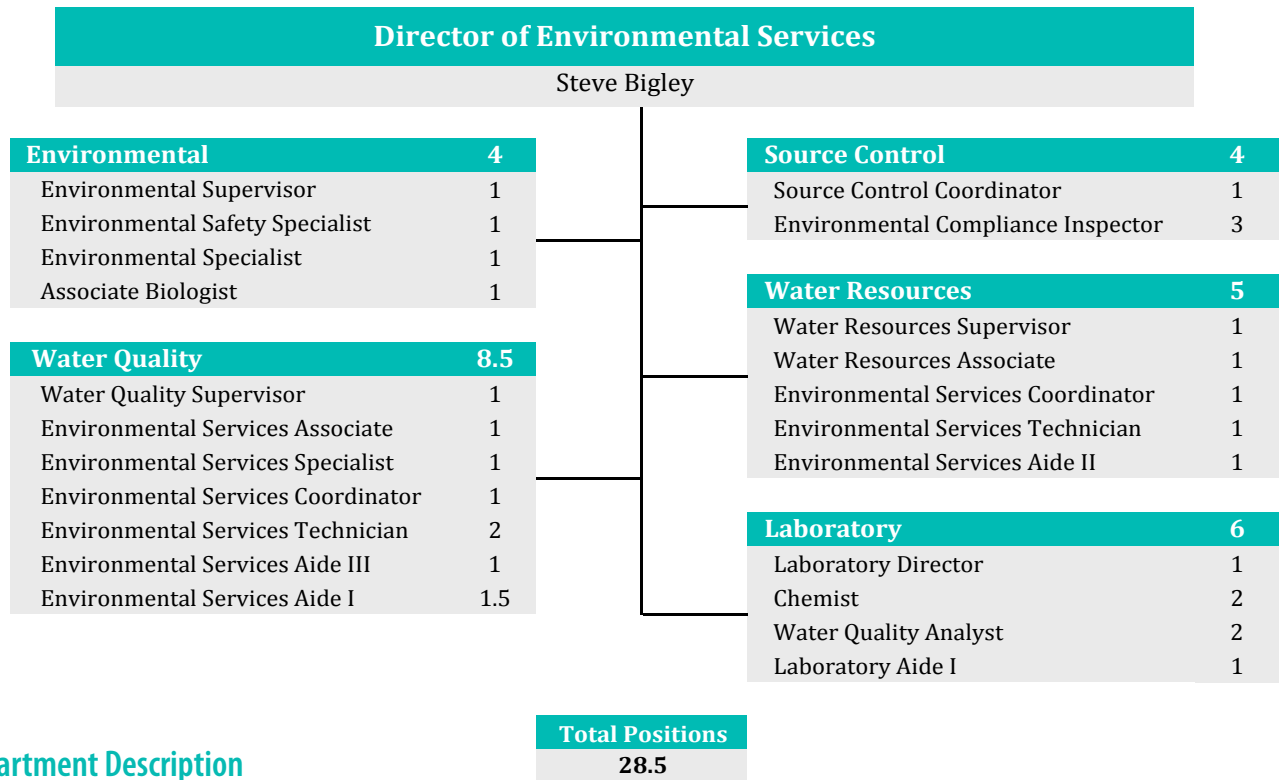 Director of Environmental Services
Steve Bigley
Environmental 4
Environmental Supervisor 1
Environmental Safety Specialist 1
Environmental Specialist 1
Associate Biologist 1
Water Quality 8.5
Water Quality Supervisor 1
Environmental Services Associate 1
Environmental Services Specialist 1
Environmental Services Coordinator 1
Environmental Services Technician 2
Environmental Services Aide III 1
Environmental Services Aide I 1.5
Source Control 4
Source Control Coordinator 1
Environmental Compliance Inspector 3
Water Resources 5
Water Resources Supervisor 1
Water Resources Associate 1
Environmental Services Coordinator 1
Environmental Services Technician 1
Environmental Services Aide II 1
Laboratory 6
Laboratory Director 1
Chemist 2
Water Quality Analyst 2
Laboratory Aide I 1
Total Positions
28.5
artment Description